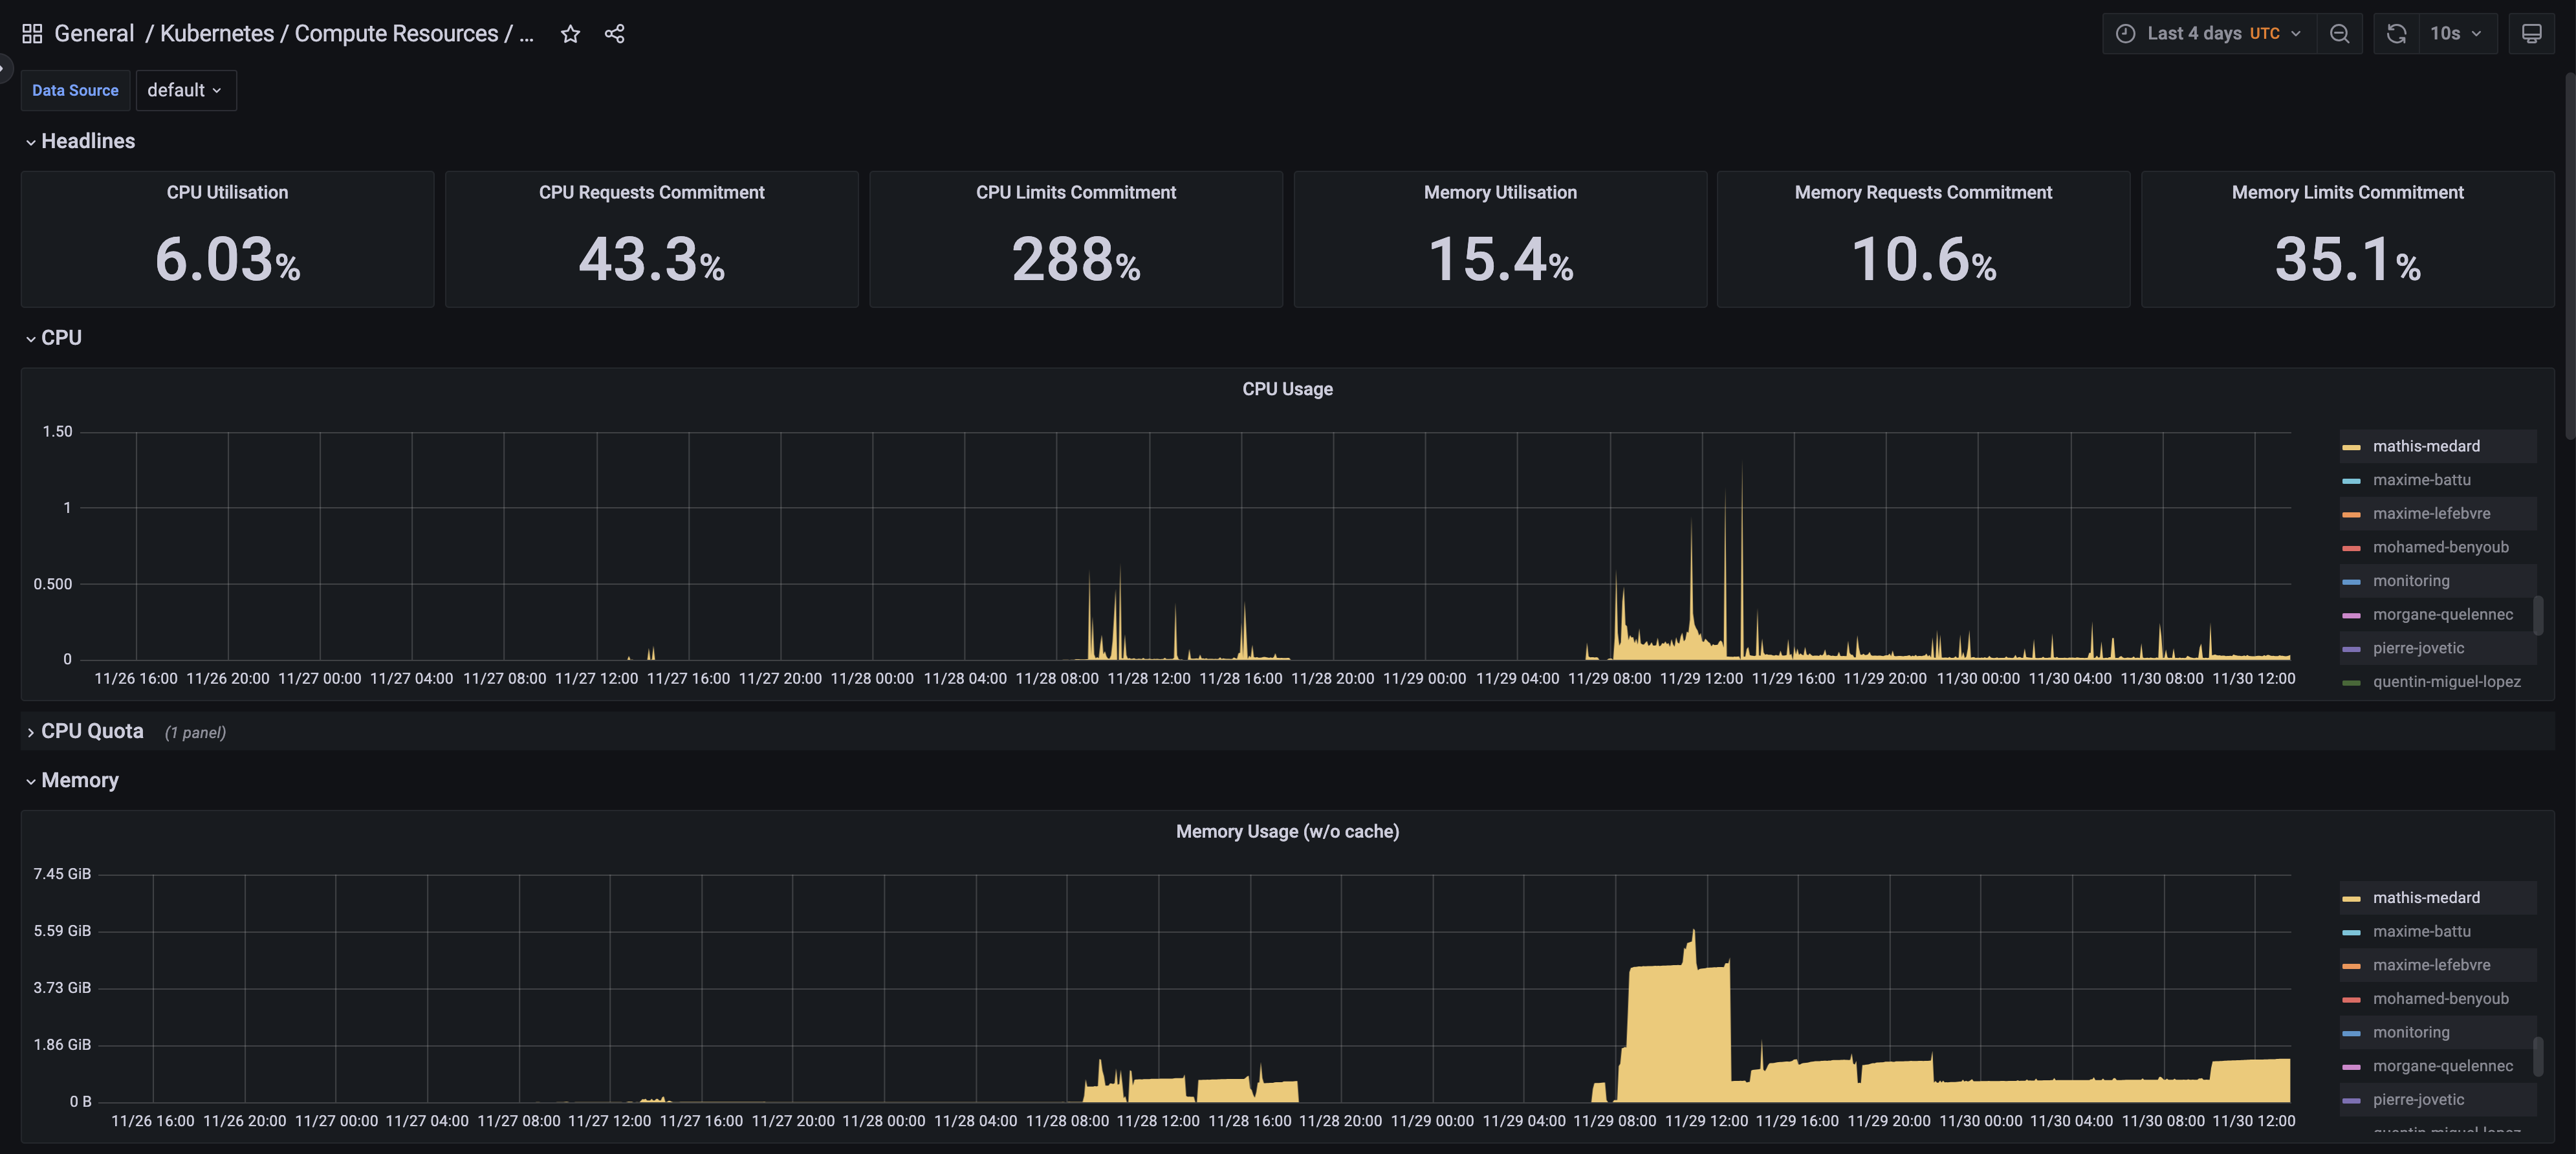 General / Kubernetes / Compute Resources / ...
Last 4 days UTC
10s
Data Source
default
Headlines
CPU Utilisation
6.03%
CPU Requests Commitment
43.3%
CPU Limits Commitment
288%
Memory Utilisation
15.4%
Memory Requests Commitment
10.6%
Memory Limits Commitment
35.1%
CPU
CPU Usage
1.50
1
0.500
0
11/26 16:00 11/26 20:00 11/27 00:00 11/27 04:00 11/27 08:00 11/27 12:00 11/27 16:00 11/27 20:00 11/28 00:00 11/28 04:00 11/28 08:00 11/28 12:00 11/28 16:00 11/28 20:00 11/29 00:00 11/29 04:00 11/29 08:00 11/29 12:00 11/29 16:00 11/29 20:00 11/30 00:00 11/30 04:00 11/30 08:00 11/30 12:00
mathis-medard
maxime-battu
maxime-lefebvre
mohamed-benyoub
monitoring
morgane-quelennec
pierre-jovetic
quentin-miguel-lopez
CPU Quota (1 panel)
Memory
Memory Usage (w/o cache)
7.45 GiB
5.59 GiB
3.73 GiB
1.86 GiB
0 B
11/26 16:00 11/26 20:00 11/27 00:00 11/27 04:00 11/27 08:00 11/27 12:00 11/27 16:00 11/27 20:00 11/28 00:00 11/28 04:00 11/28 08:00 11/28 12:00 11/28 16:00 11/28 20:00 11/29 00:00 11/29 04:00 11/29 08:00 11/29 12:00 11/29 16:00 11/29 20:00 11/30 00:00 11/30 04:00 11/30 08:00 11/30 12:00
mathis-medard
maxime-battu
maxime-lefebvre
mohamed-benyoub
monitoring
morgane-quelennec
pierre-jovetic